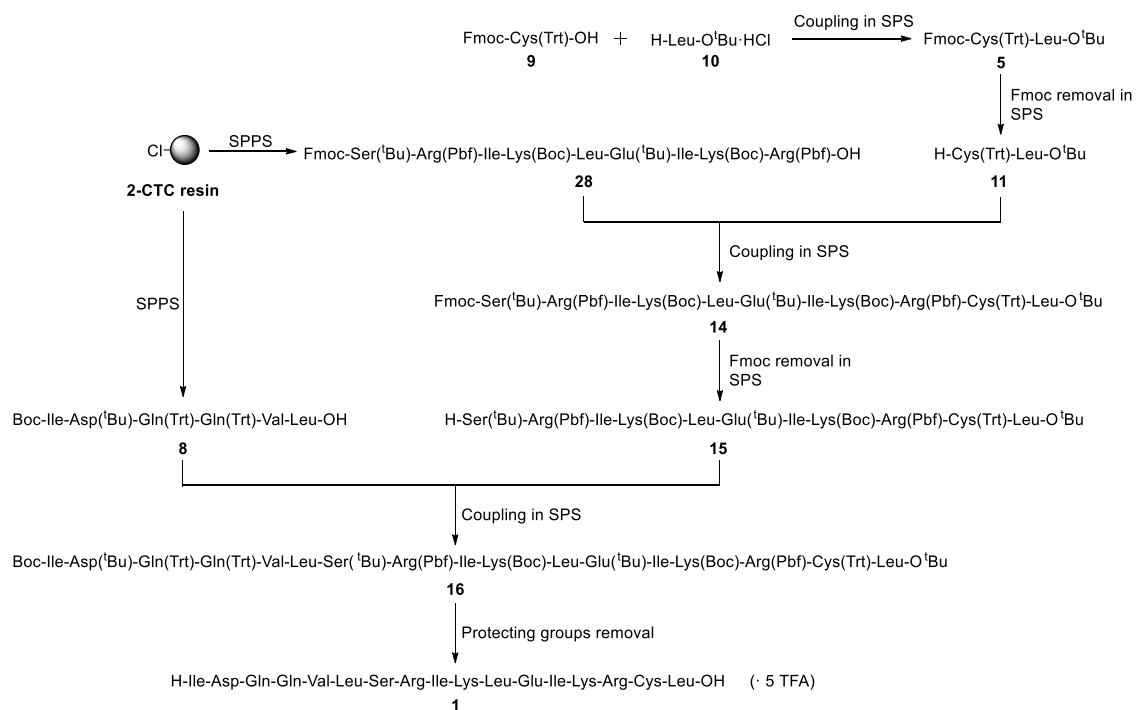 Coupling in SPS
Fmoc-Cys(Trt)-OH + H-Leu-OtBu·HCl Fmoc-Cys(Trt)-Leu-OtBu
9 10 5
Fmoc removal in
SPS
Cl SPPS Fmoc-Ser(tBu)-Arg(Pbf)-Ile-Lys(Boc)-Leu-Glu(tBu)-Ile-Lys(Boc)-Arg(Pbf)-OH H-Cys(Trt)-Leu-OtBu
2-CTC resin 28 11
Coupling in SPS
SPPS
Fmoc-Ser(tBu)-Arg(Pbf)-Ile-Lys(Boc)-Leu-Glu(tBu)-Ile-Lys(Boc)-Arg(Pbf)-Cys(Trt)-Leu-OtBu
14
Fmoc removal in
SPS
Boc-Ile-Asp(tBu)-Gln(Trt)-Gln(Trt)-Val-Leu-OH H-Ser(tBu)-Arg(Pbf)-Ile-Lys(Boc)-Leu-Glu(tBu)-Ile-Lys(Boc)-Arg(Pbf)-Cys(Trt)-Leu-OtBu
8 15
Coupling in SPS
Boc-Ile-Asp(tBu)-Gln(Trt)-Gln(Trt)-Val-Leu-Ser(tBu)-Arg(Pbf)-Ile-Lys(Boc)-Leu-Glu(tBu)-Ile-Lys(Boc)-Arg(Pbf)-Cys(Trt)-Leu-OtBu
16
Protecting groups removal
H-Ile-Asp-Gln-Gln-Val-Leu-Ser-Arg-Ile-Lys-Leu-Glu-Ile-Lys-Arg-Cys-Leu-OH (· 5 TFA)
1